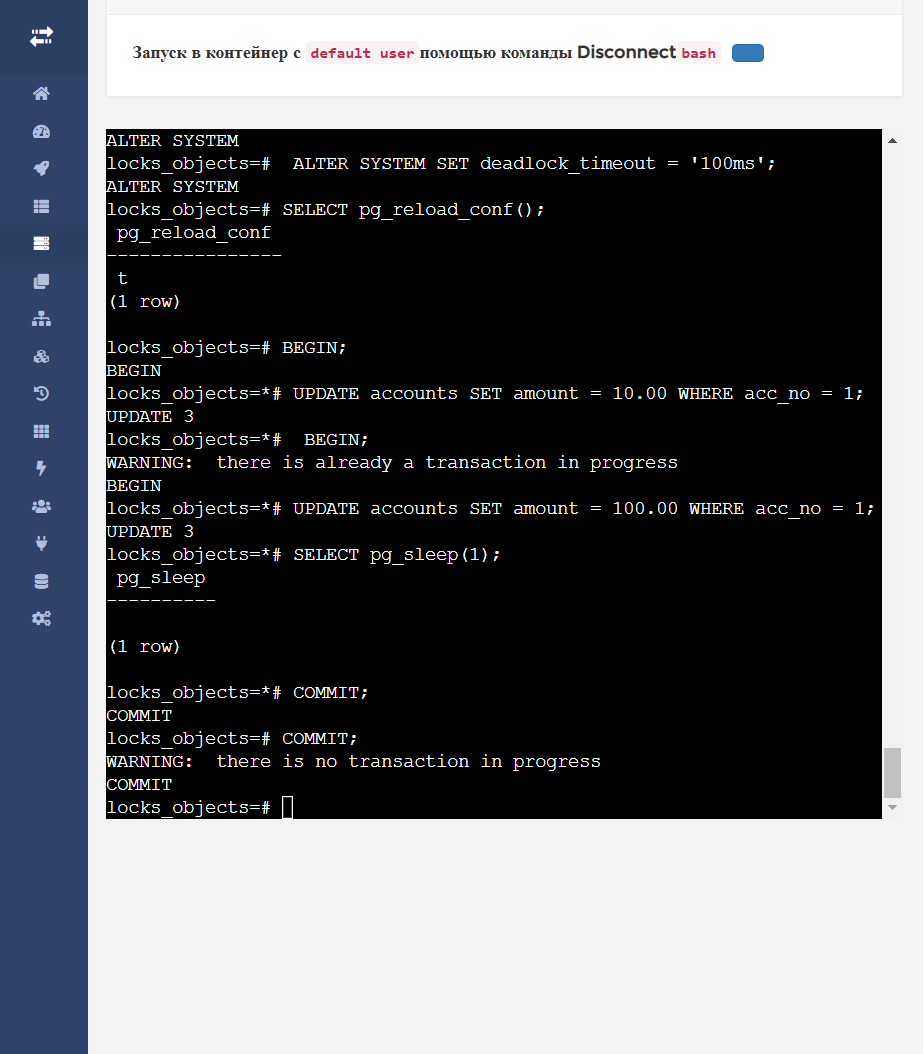 Запуск в контейнер с default user помощью команды Disconnect bash
ALTER SYSTEM
locks_objects=#  ALTER SYSTEM SET deadlock_timeout = '100ms';
ALTER SYSTEM
locks_objects=# SELECT pg_reload_conf();
 pg_reload_conf
----------------
 t
(1 row)

locks_objects=# BEGIN;
BEGIN
locks_objects=*# UPDATE accounts SET amount = 10.00 WHERE acc_no = 1;
UPDATE 3
locks_objects=*#  BEGIN;
WARNING:  there is already a transaction in progress
BEGIN
locks_objects=*# UPDATE accounts SET amount = 100.00 WHERE acc_no = 1;
UPDATE 3
locks_objects=*# SELECT pg_sleep(1);
 pg_sleep
----------

(1 row)

locks_objects=*# COMMIT;
COMMIT
locks_objects=# COMMIT;
WARNING:  there is no transaction in progress
COMMIT
locks_objects=#